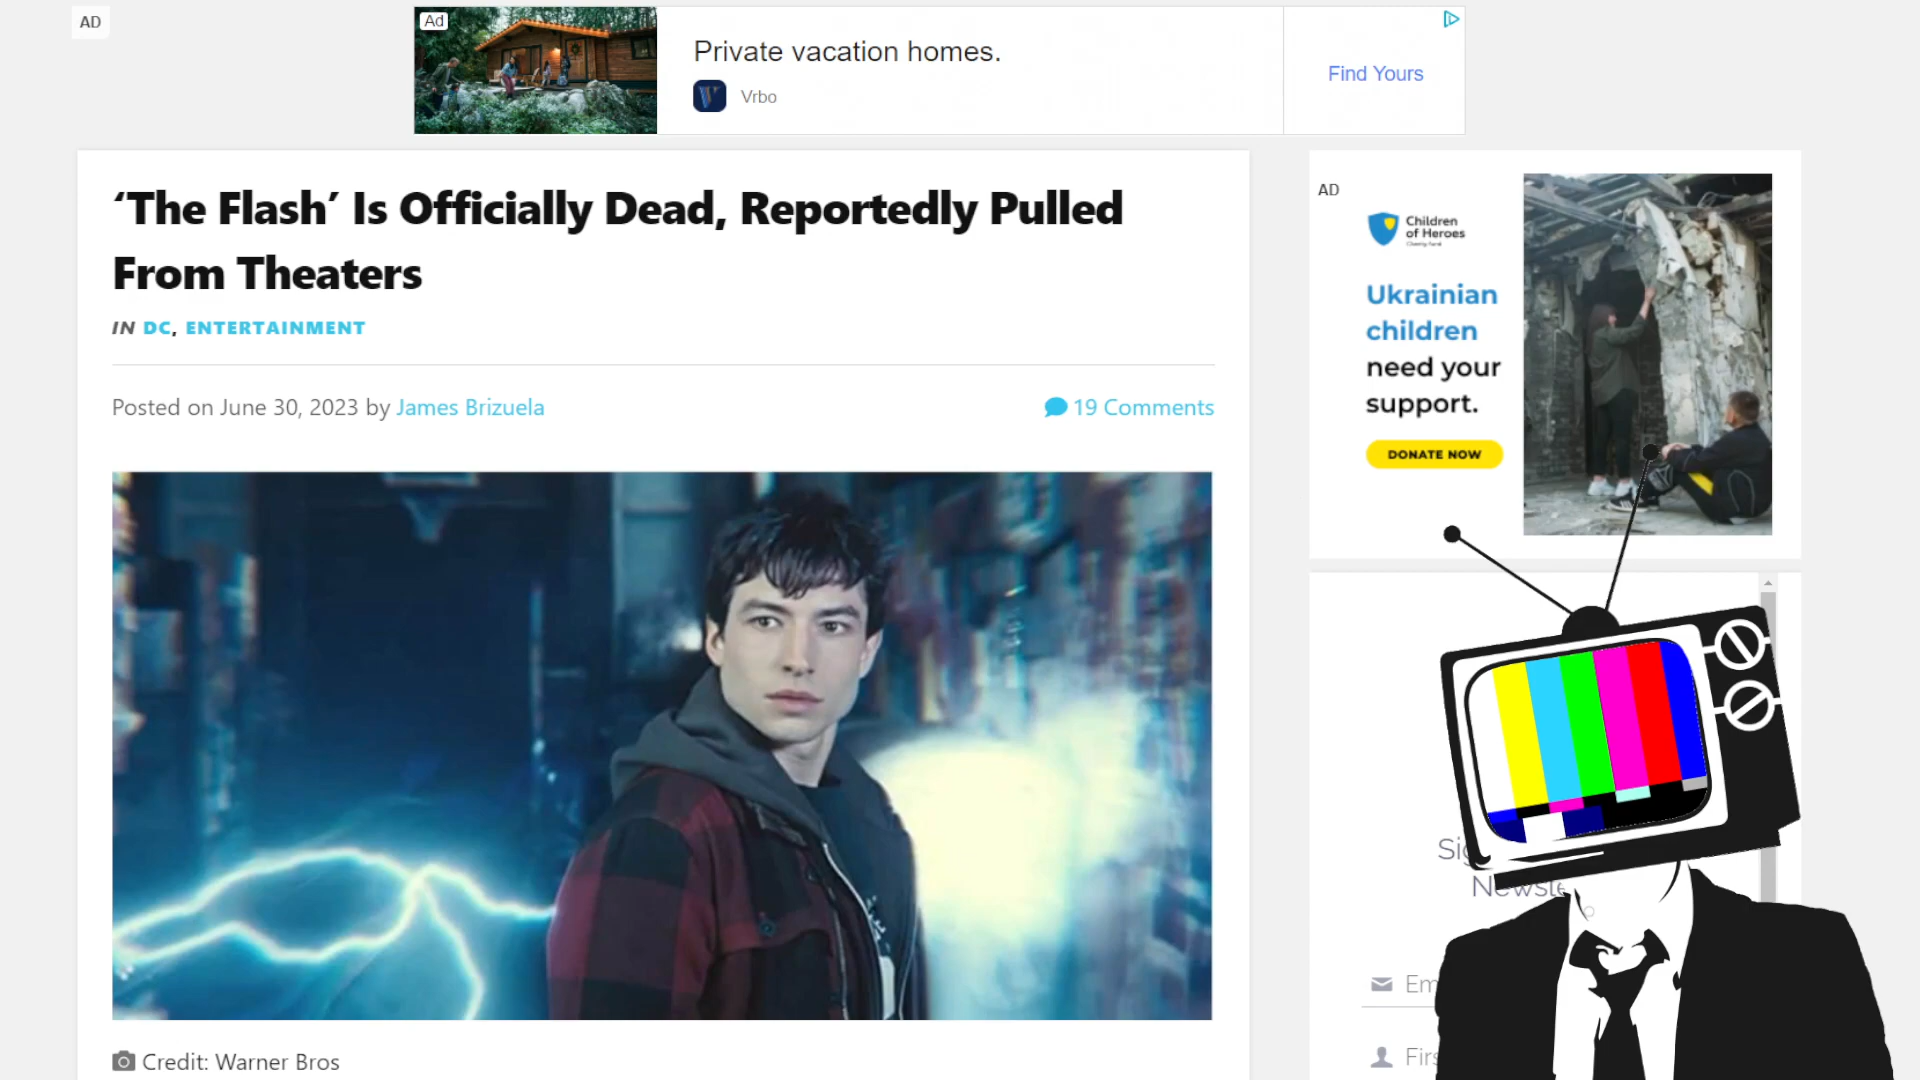 AD
Ad
Private vacation homes.
Vrbo
Find Yours
‘The Flash’ Is Officially Dead, Reportedly Pulled
From Theaters
IN DC, ENTERTAINMENT
Posted on June 30, 2023 by James Brizuela
19 Comments
Credit: Warner Bros
AD
Children
of Heroes
Charity Fund
Ukrainian
children
need your
support.
DONATE NOW